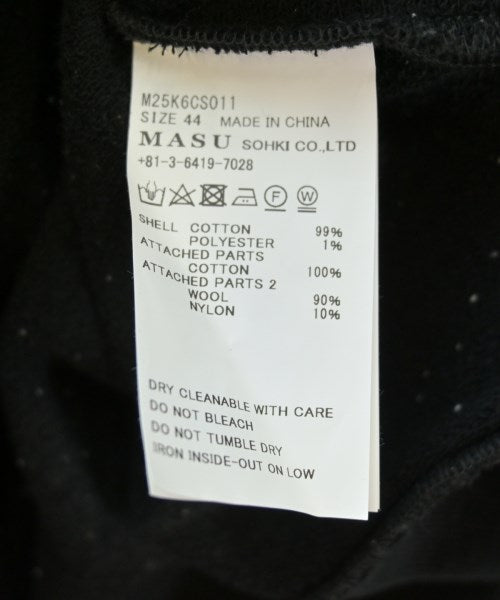 M25K6CS011
SIZE 44 MADE IN CHINA
MASU SOHKI CO.,LTD
+81-3-6419-7028
F W
SHELL COTTON 99%
POLYESTER 1%
ATTACHED PARTS
COTTON 100%
ATTACHED PARTS 2
WOOL 90%
NYLON 10%
DRY CLEANABLE WITH CARE
DO NOT BLEACH
DO NOT TUMBLE DRY
IRON INSIDE-OUT ON LOW